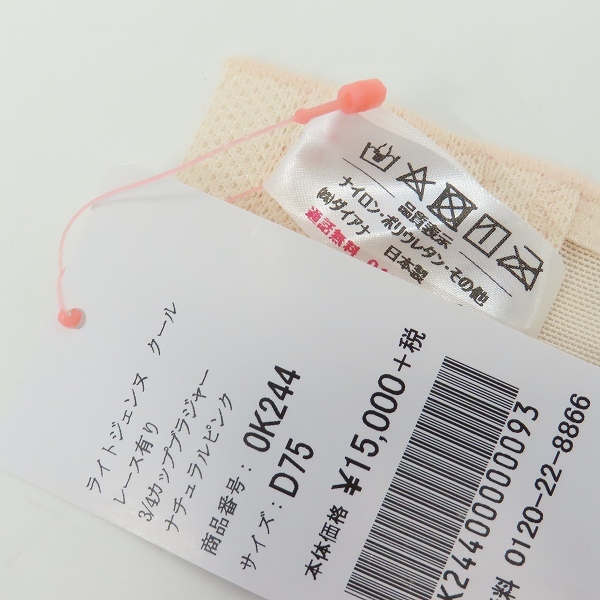 品質表示
ナイロン・ポリウレタン・その他
(株)ダイアナ 日本製
通話無料
ライトジェンヌ クール
レース有り
3/4カップブラジャー
ナチュラルピンク
商品番号: 0K244
サイズ: D75
本体価格 ¥15,000+税
K24400000093
料 0120-22-8866